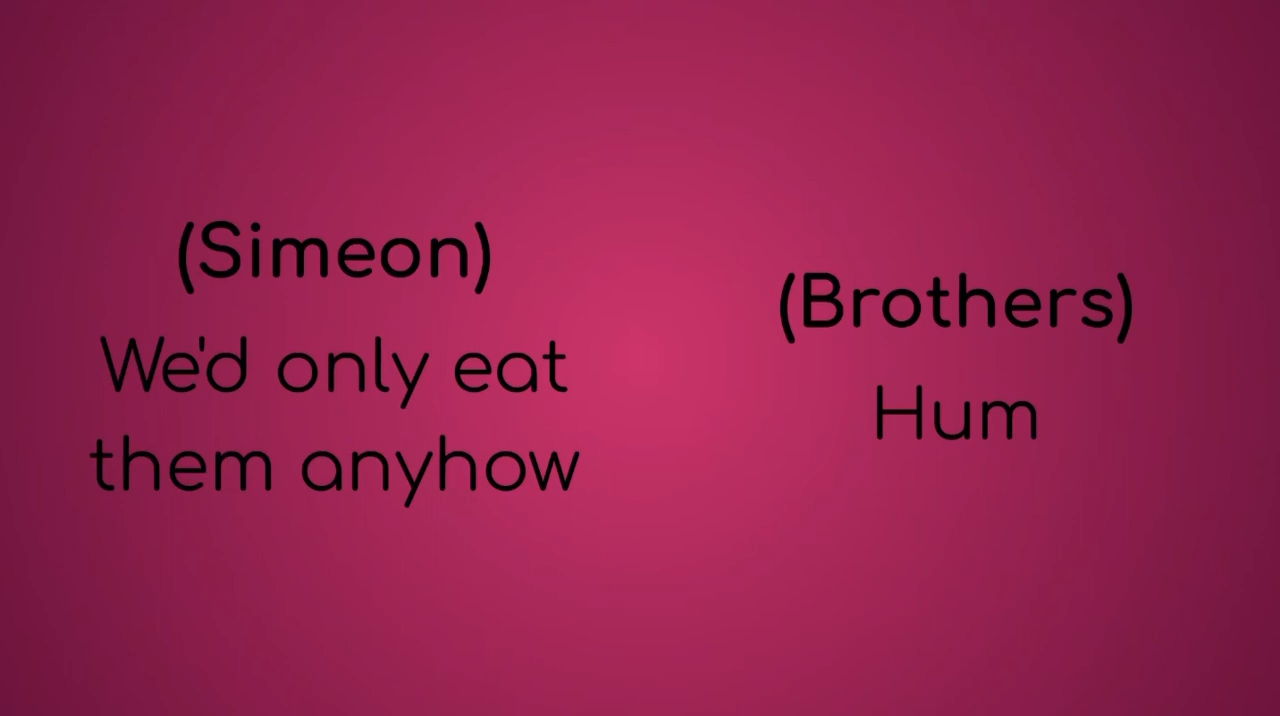 (Simeon)
We'd only eat
them anyhow
(Brothers)
Hum